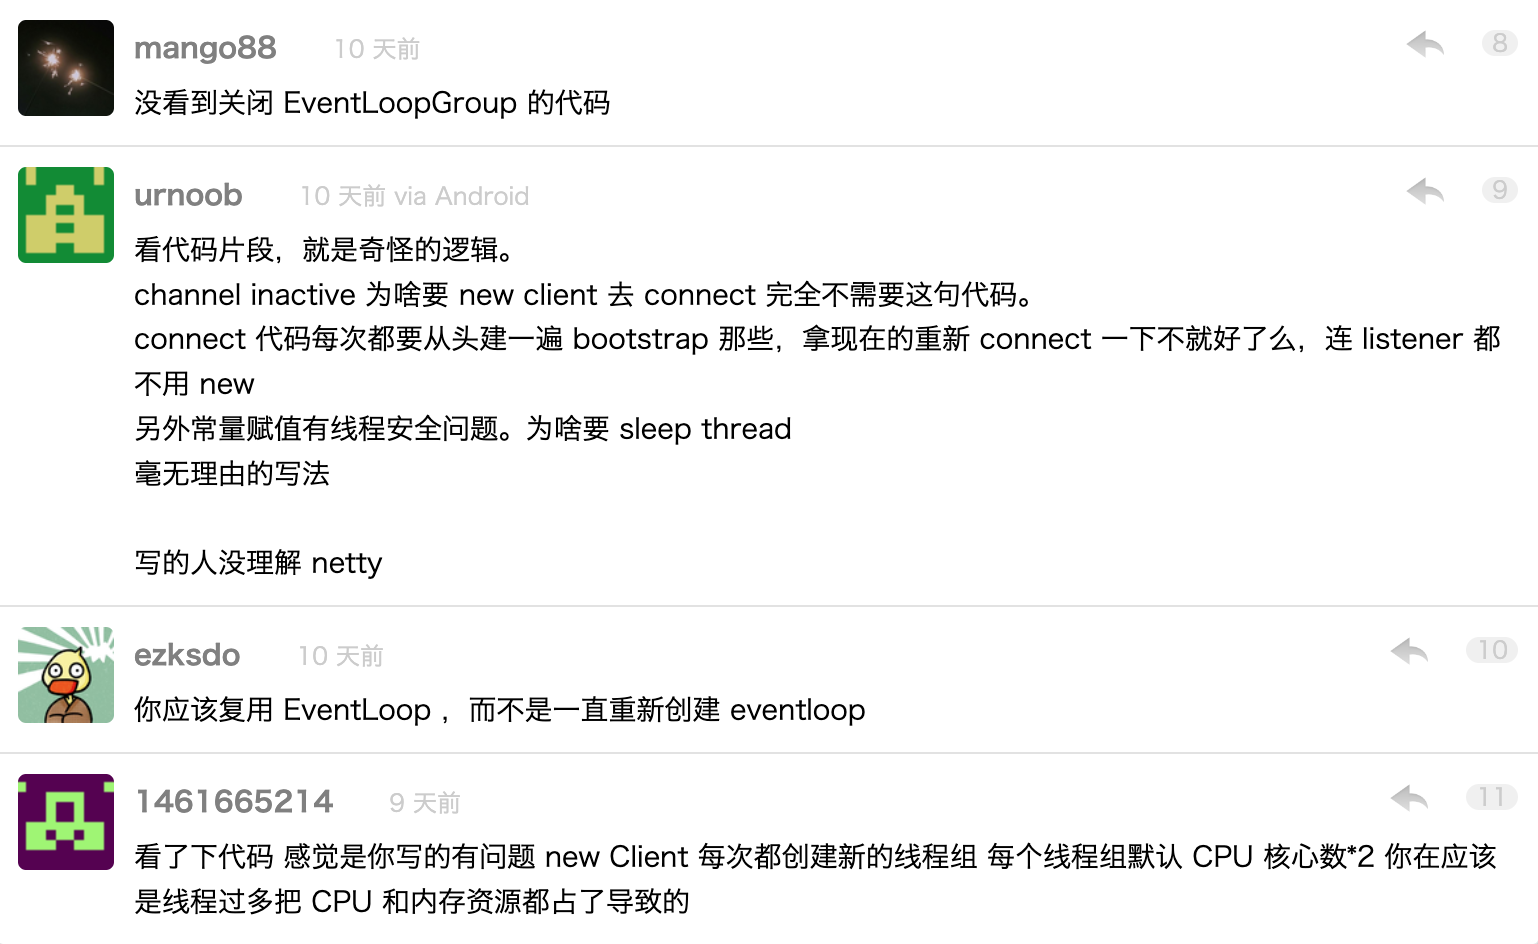 mango88 10 天前 8
没看到关闭 EventLoopGroup 的代码
urnoob 10 天前 via Android 9
看代码片段，就是奇怪的逻辑。
channel inactive 为啥要 new client 去 connect 完全不需要这句代码。
connect 代码每次都要从头建一遍 bootstrap 那些，拿现在的重新 connect 一下不就好了么，连 listener 都
不用 new
另外常量赋值有线程安全问题。为啥要 sleep thread
毫无理由的写法
写的人没理解 netty
ezksdo 10 天前 10
你应该复用 EventLoop ，而不是一直重新创建 eventloop
1461665214 9 天前 11
看了下代码 感觉是你写的有问题 new Client 每次都创建新的线程组 每个线程组默认 CPU 核心数*2 你在应该
是线程过多把 CPU 和内存资源都占了导致的